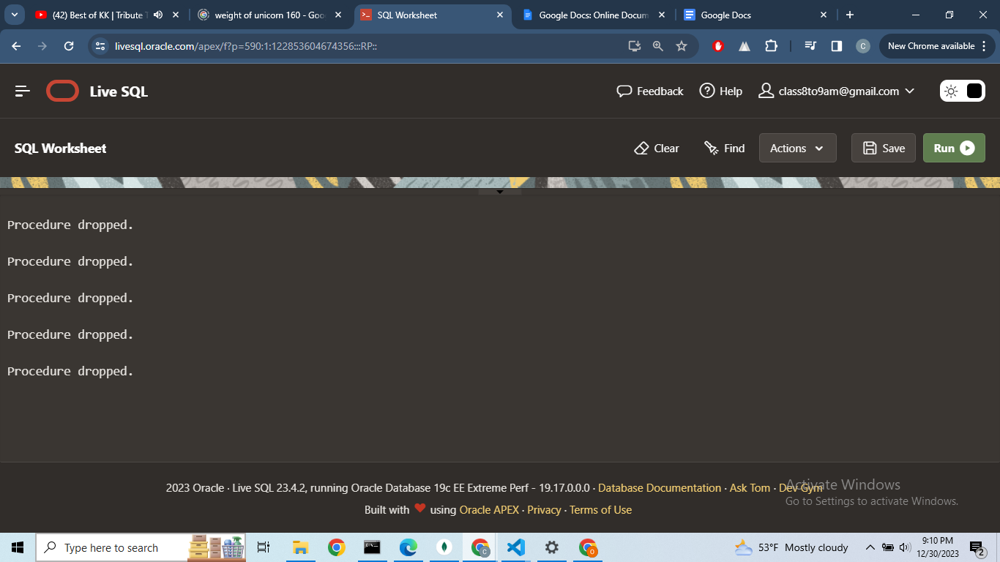 (42) Best of KK | Tribute T
weight of unicorn 160 - Goo
SQL Worksheet
Google Docs: Online Docum
Google Docs
livesql.oracle.com/apex/f?p=590:1:122853604674356:::RP::
C
New Chrome available
Live SQL
Feedback
Help
class8to9am@gmail.com
SQL Worksheet
Clear
Find
Actions
Save
Run
Procedure dropped.
Procedure dropped.
Procedure dropped.
Procedure dropped.
Procedure dropped.
2023 Oracle · Live SQL 23.4.2, running Oracle Database 19c EE Extreme Perf - 19.17.0.0.0 · Database Documentation · Ask Tom · Dev Gym
Built with ❤ using Oracle APEX · Privacy · Terms of Use
Activate Windows
Go to Settings to activate Windows.
Type here to search
53°F Mostly cloudy
9:10 PM
12/30/2023
2